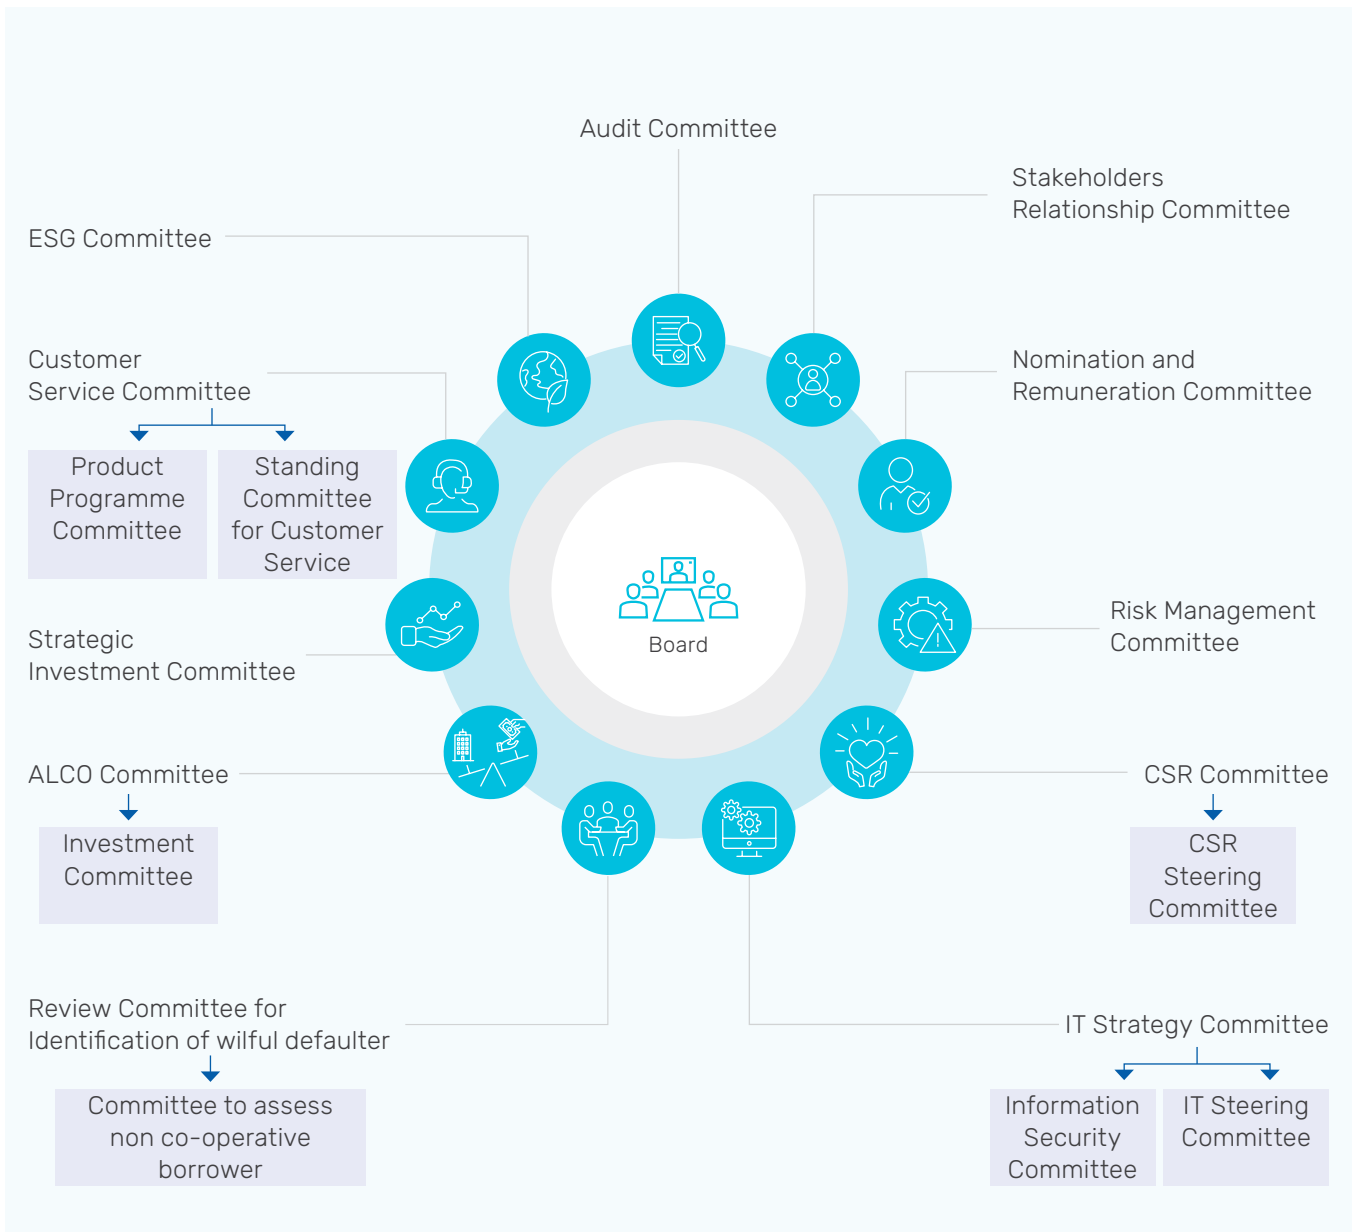 Audit Committee
Stakeholders
Relationship Committee
ESG Committee
Customer
Service Committee
Product
Programme
Committee
Standing
Committee
for Customer
Service
Nomination and
Remuneration Committee
Board
Strategic
Investment Committee
Risk Management
Committee
ALCO Committee
Investment
Committee
CSR Committee
CSR
Steering
Committee
Review Committee for
Identification of wilful defaulter
Committee to assess
non co-operative
borrower
IT Strategy Committee
Information
Security
Committee
IT Steering
Committee